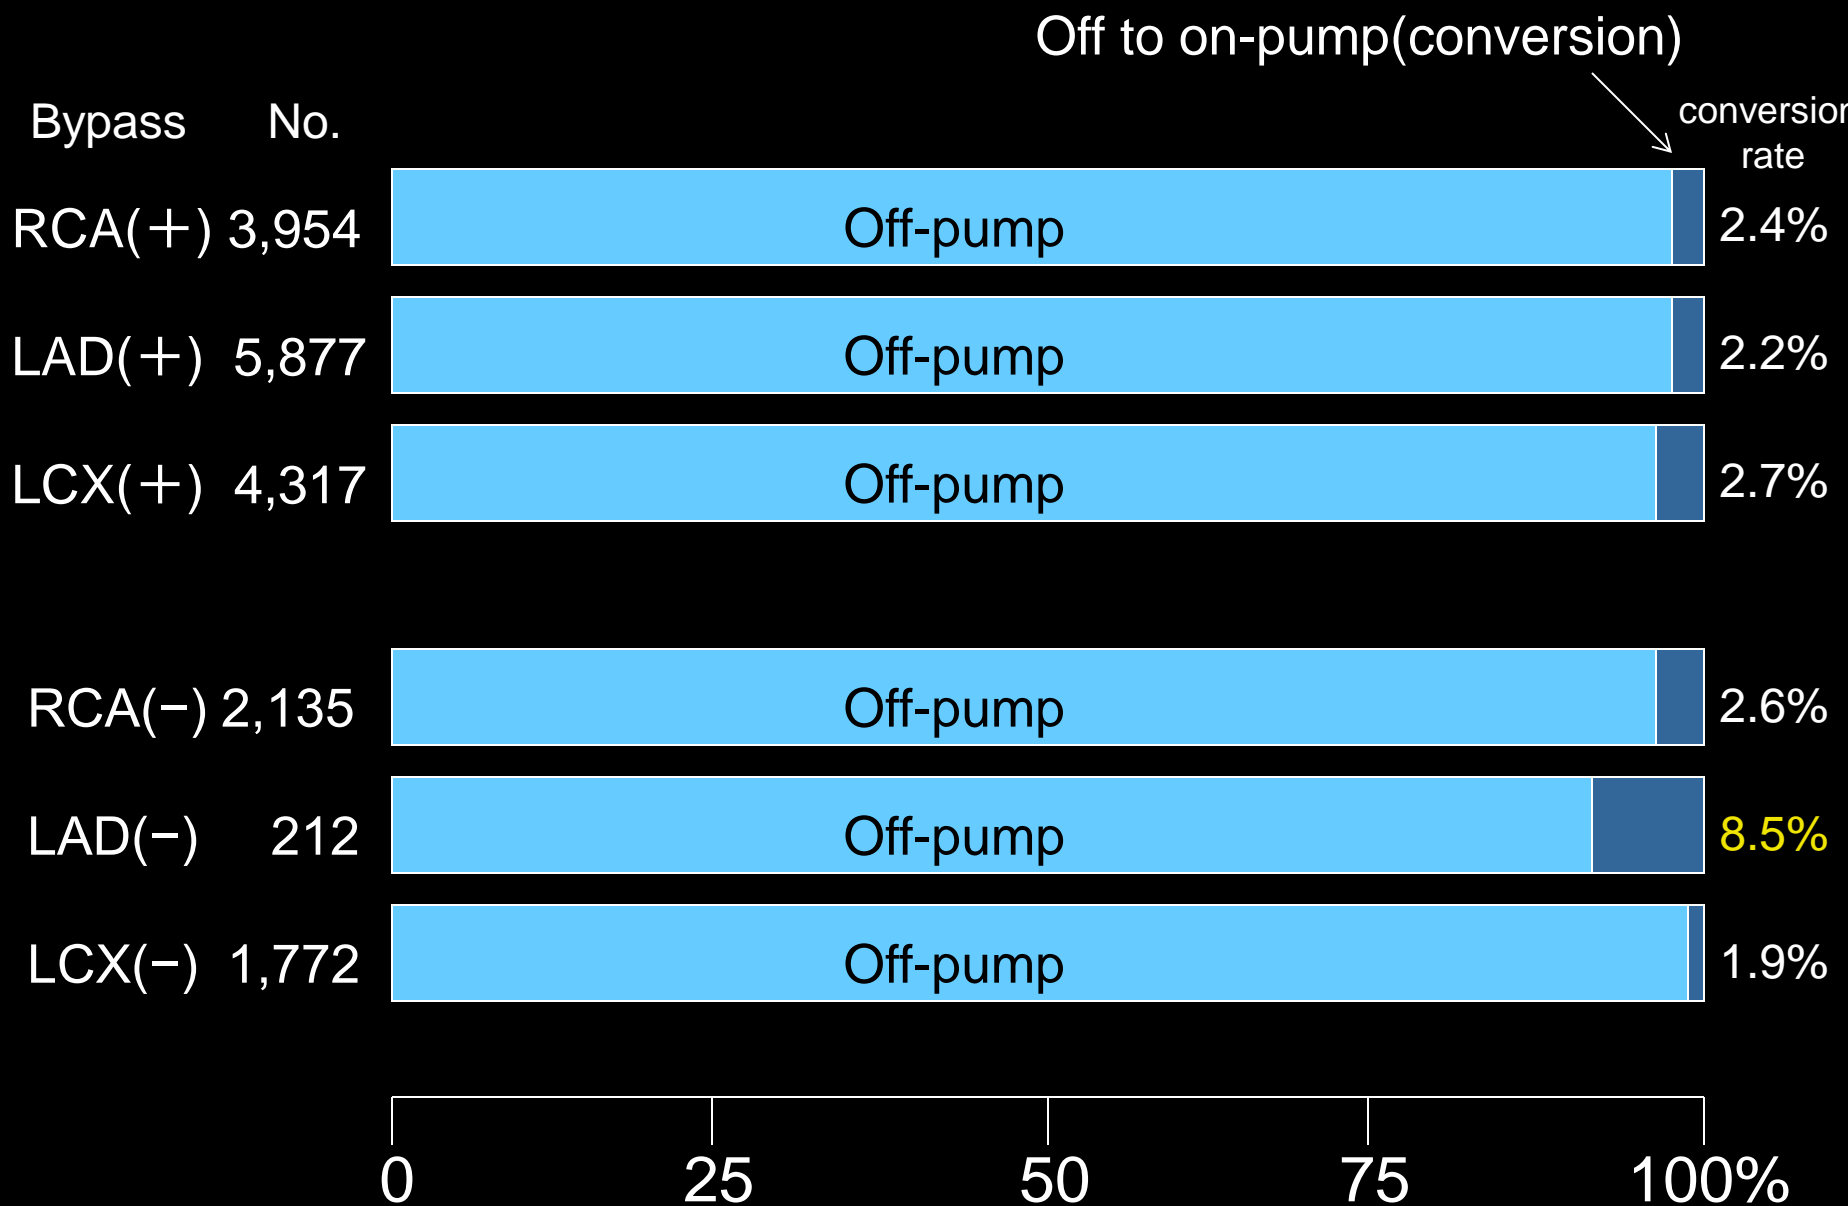 Off to on-pump(conversion)
Bypass No. conversion
rate
RCA(＋) 3,954 Off-pump 2.4%
LAD(＋) 5,877 Off-pump 2.2%
LCX(＋) 4,317 Off-pump 2.7%
RCA(−) 2,135 Off-pump 2.6%
LAD(−) 212 Off-pump 8.5%
LCX(−) 1,772 Off-pump 1.9%
0 25 50 75 100%